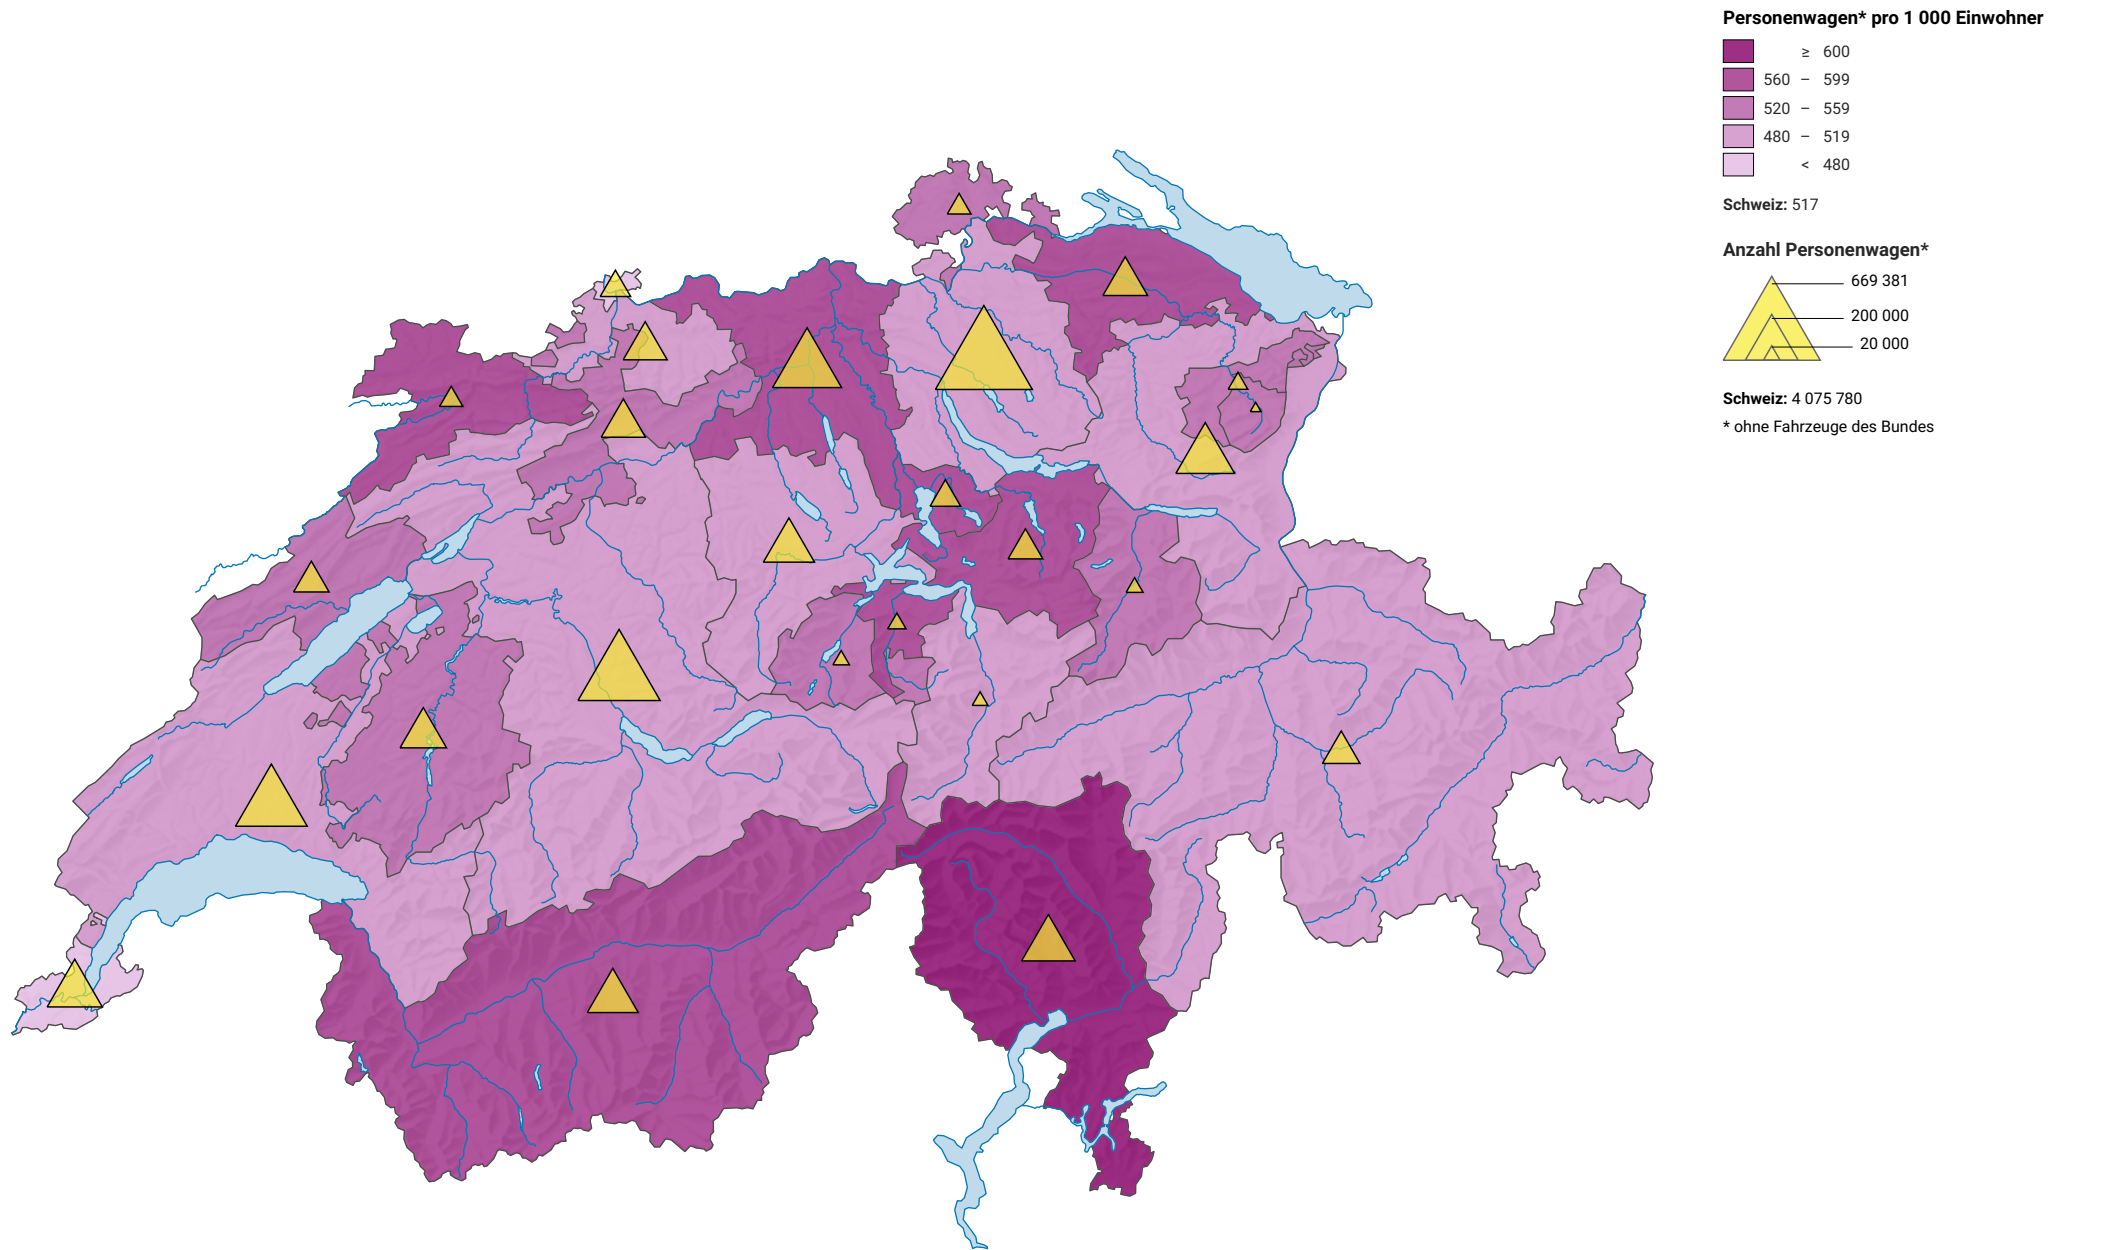 Personenwagen* pro 1 000 Einwohner
≥ 600
560 – 599
520 – 559
480 – 519
< 480
Schweiz: 517
Anzahl Personenwagen*
669 381
200 000
20 000
Schweiz: 4 075 780
* ohne Fahrzeuge des Bundes